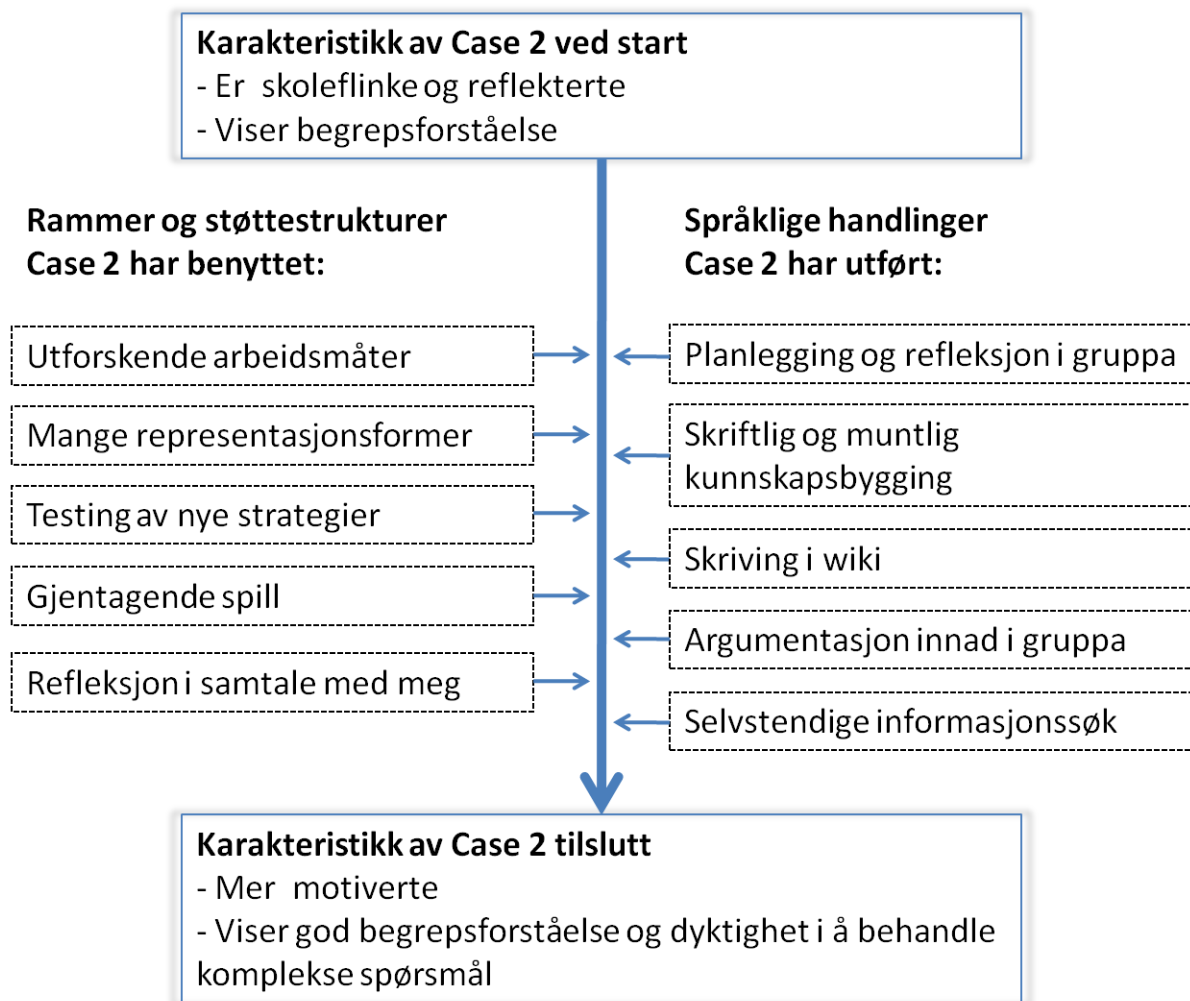 Karakteristikk av Case 2 ved start
- Er skoleflinke og reflekterte
- Viser begrepsforståelse
Rammer og støttestrukturer
Case 2 har benyttet:
Utforskende arbeidsmåter
Mange representasjonsformer
Testing av nye strategier
Gjentagende spill
Refleksjon i samtale med meg
Språklige handlinger
Case 2 har utført:
Planlegging og refleksjon i gruppa
Skriftlig og muntlig
kunnskapsbygging
Skriving i wiki
Argumentasjon innad i gruppa
Selvstendige informasjonssøk
Karakteristikk av Case 2 tilslutt
- Mer motiverte
- Viser god begrepsforståelse og dyktighet i å behandle
komplekse spørsmål